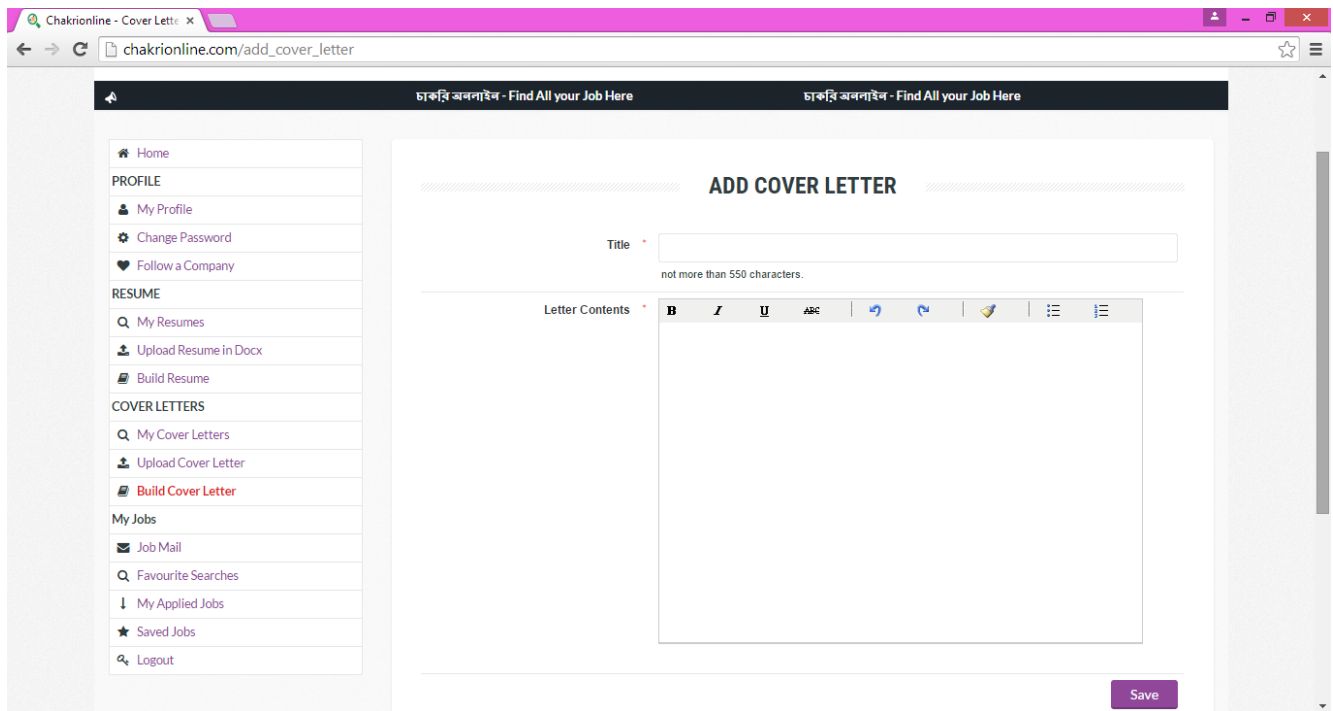 Chakrionline - Cover Lette
chakrionline.com/add_cover_letter
চাকরি অনলাইন - Find All your Job Here
চাকরি অনলাইন - Find All your Job Here
Home
PROFILE
My Profile
Change Password
Follow a Company
RESUME
My Resumes
Upload Resume in Docx
Build Resume
COVER LETTERS
My Cover Letters
Upload Cover Letter
Build Cover Letter
My Jobs
Job Mail
Favourite Searches
My Applied Jobs
Saved Jobs
Logout
ADD COVER LETTER
Title *
not more than 550 characters.
Letter Contents *
B I U ABC
Save